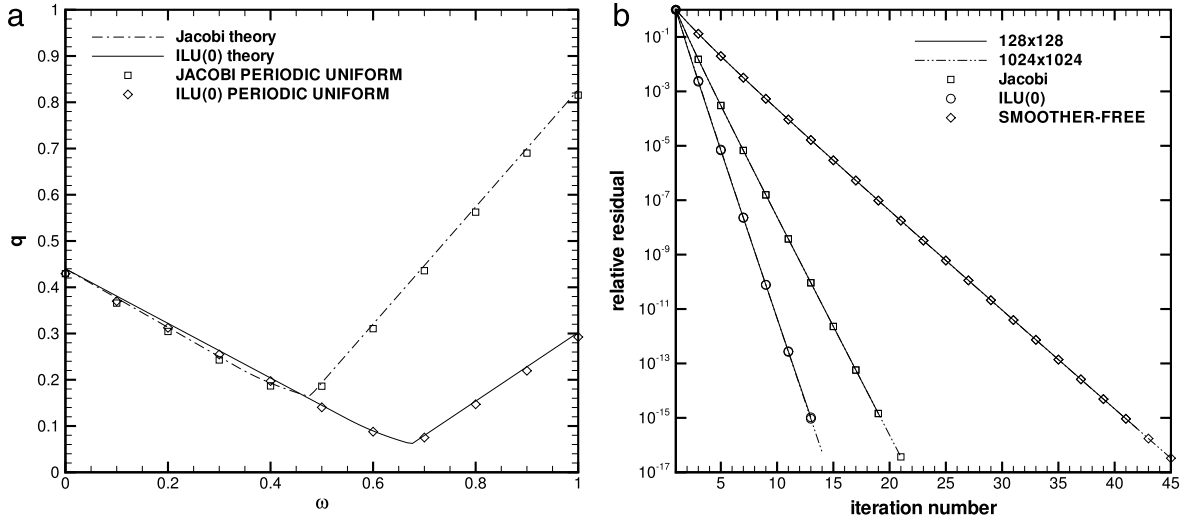 a
1
0.9
0.8
0.7
0.6
0.5
0.4
0.3
0.2
0.1
0
q
0
0.2
0.4
0.6
0.8
1
ω
Jacobi theory
ILU(0) theory
JACOBI PERIODIC UNIFORM
ILU(0) PERIODIC UNIFORM
b
10-1
10-3
10-5
10-7
10-9
10-11
10-13
10-15
10-17
relative residual
5
10
15
20
25
30
35
40
45
iteration number
128x128
1024x1024
Jacobi
ILU(0)
SMOOTHER-FREE